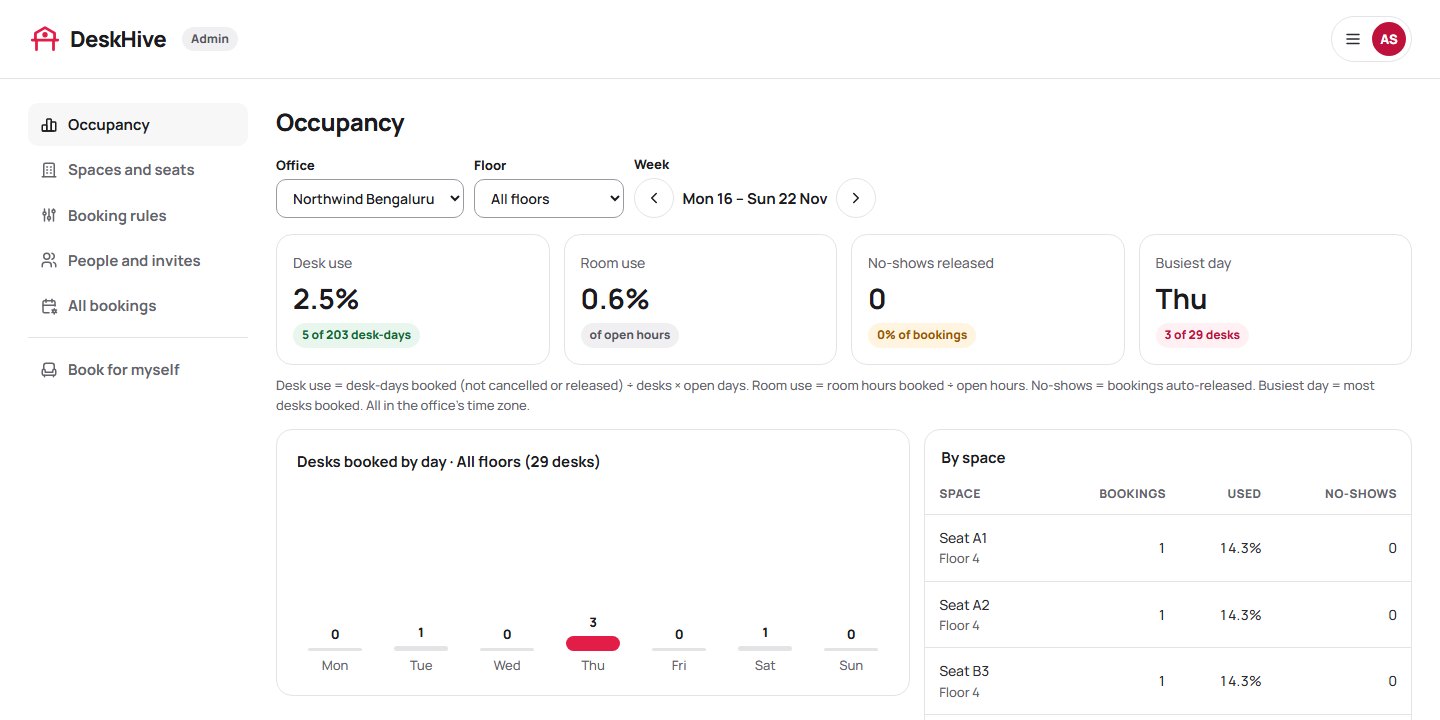 DeskHive Admin
AS
Occupancy
Spaces and seats
Booking rules
People and invites
All bookings
Book for myself
Occupancy
Office
Northwind Bengaluru
Floor
All floors
Week
Mon 16 – Sun 22 Nov
Desk use
2.5%
5 of 203 desk-days
Room use
0.6%
of open hours
No-shows released
0
0% of bookings
Busiest day
Thu
3 of 29 desks
Desk use = desk-days booked (not cancelled or released) ÷ desks × open days. Room use = room hours booked ÷ open hours. No-shows = bookings auto-released. Busiest day = most
desks booked. All in the office's time zone.
Desks booked by day · All floors (29 desks)
0 1 0 3 0 1 0
Mon Tue Wed Thu Fri Sat Sun
By space
SPACE BOOKINGS USED NO-SHOWS
Seat A1
Floor 4
1 14.3% 0
Seat A2
Floor 4
1 14.3% 0
Seat B3
Floor 4
1 14.3% 0